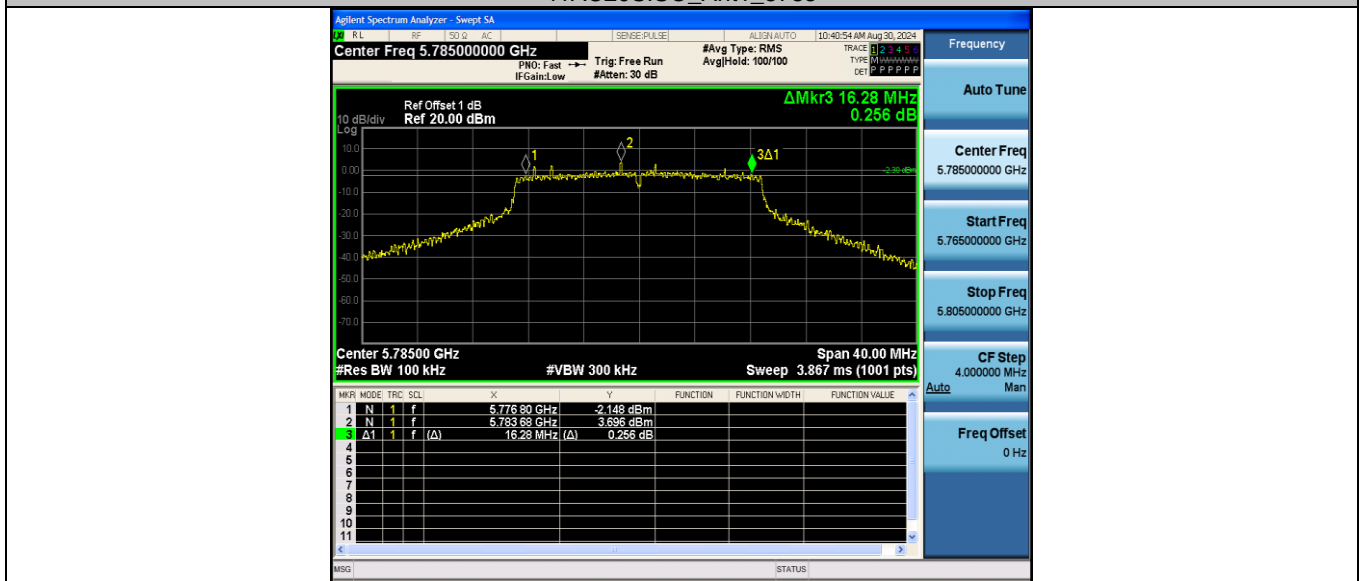 Agilent Spectrum Analyzer - Swept SA
RL RF 50 Ω AC SENSE:PULSE ALIGN AUTO 10:40:54 AM Aug 30, 2024
Center Freq 5.785000000 GHz
PNO: Fast
IFGain:Low
Trig: Free Run
#Atten: 30 dB
#Avg Type: RMS
Avg|Hold: 100/100
TRACE 1 2 3 4 5 6
TYPE M
DET P P P P P P
ΔMkr3 16.28 MHz
0.256 dB
Ref Offset 1 dB
10 dB/div Ref 20.00 dBm
Log
10.0
0.00
-10.0
-20.0
-30.0
-40.0
-50.0
-60.0
-70.0
1
2
3Δ1
-2.30 dBm
Center 5.78500 GHz Span 40.00 MHz
#Res BW 100 kHz #VBW 300 kHz Sweep 3.867 ms (1001 pts)
MKR MODE TRC SCL X Y FUNCTION FUNCTION WIDTH FUNCTION VALUE
1 N 1 f 5.776 80 GHz -2.148 dBm
2 N 1 f 5.783 68 GHz 3.696 dBm
3 Δ1 1 f (Δ) 16.28 MHz (Δ) 0.256 dB
4
5
6
7
8
9
10
11
MSG STATUS
Frequency
Auto Tune
Center Freq
5.785000000 GHz
Start Freq
5.765000000 GHz
Stop Freq
5.805000000 GHz
CF Step
4.000000 MHz
Auto Man
Freq Offset
0 Hz